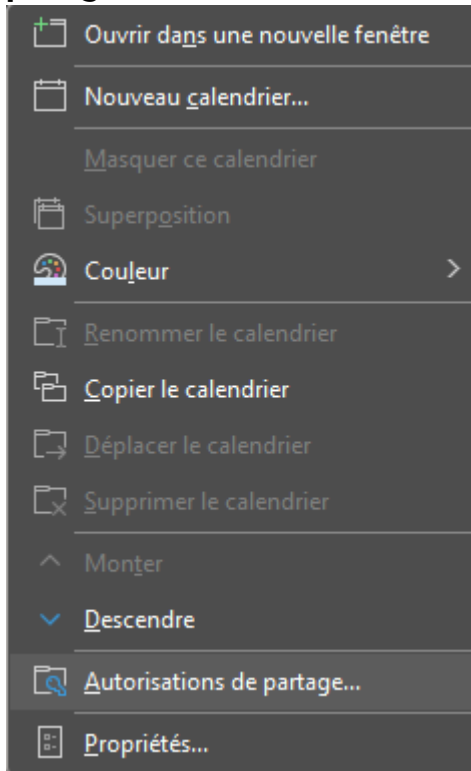 Ouvrir dans une nouvelle fenêtre
Nouveau calendrier...
Masquer ce calendrier
Superposition
Couleur
Renommer le calendrier
Copier le calendrier
Déplacer le calendrier
Supprimer le calendrier
Monter
Descendre
Autorisations de partage...
Propriétés...